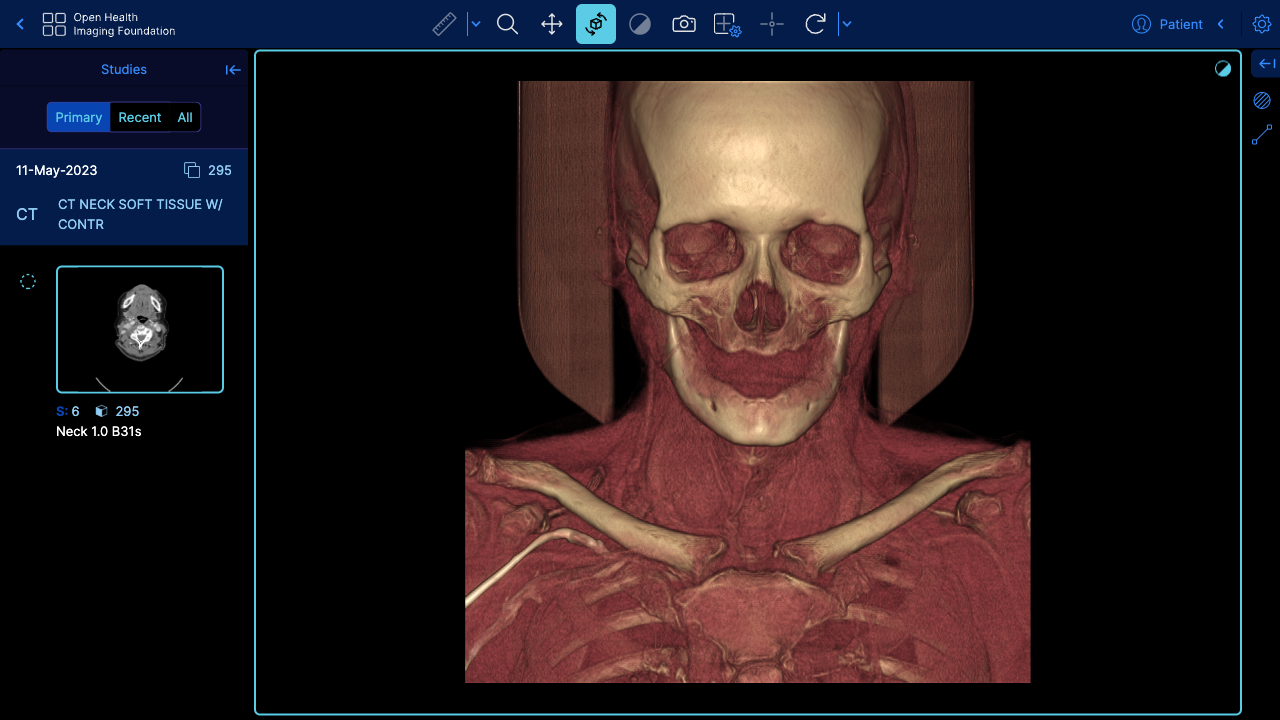 Open Health
Imaging Foundation
Patient
Studies
Primary
Recent
All
11-May-2023
295
CT
CT NECK SOFT TISSUE W/
CONTR
S: 6
295
Neck 1.0 B31s